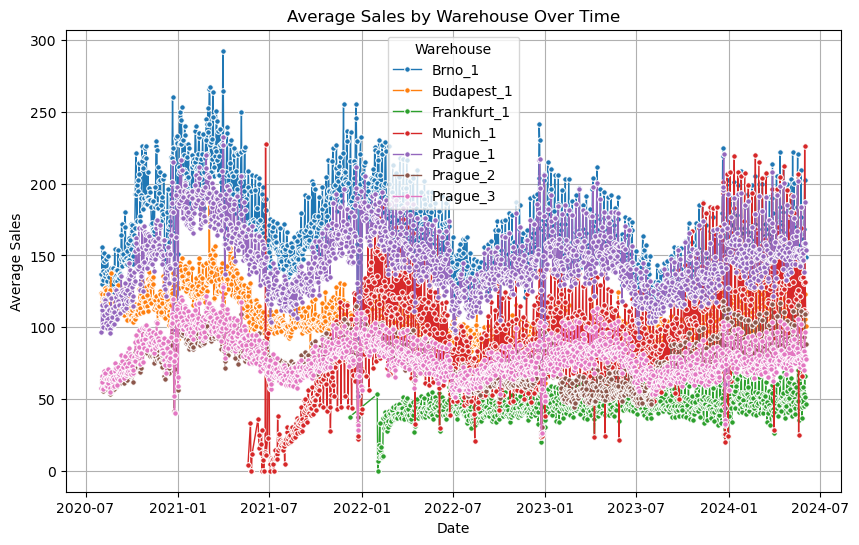 Average Sales by Warehouse Over Time
300
250
200
150
100
50
0
Average Sales
Warehouse
Brno_1
Budapest_1
Frankfurt_1
Munich_1
Prague_1
Prague_2
Prague_3
2020-07 2021-01 2021-07 2022-01 2022-07 2023-01 2023-07 2024-01 2024-07
Date